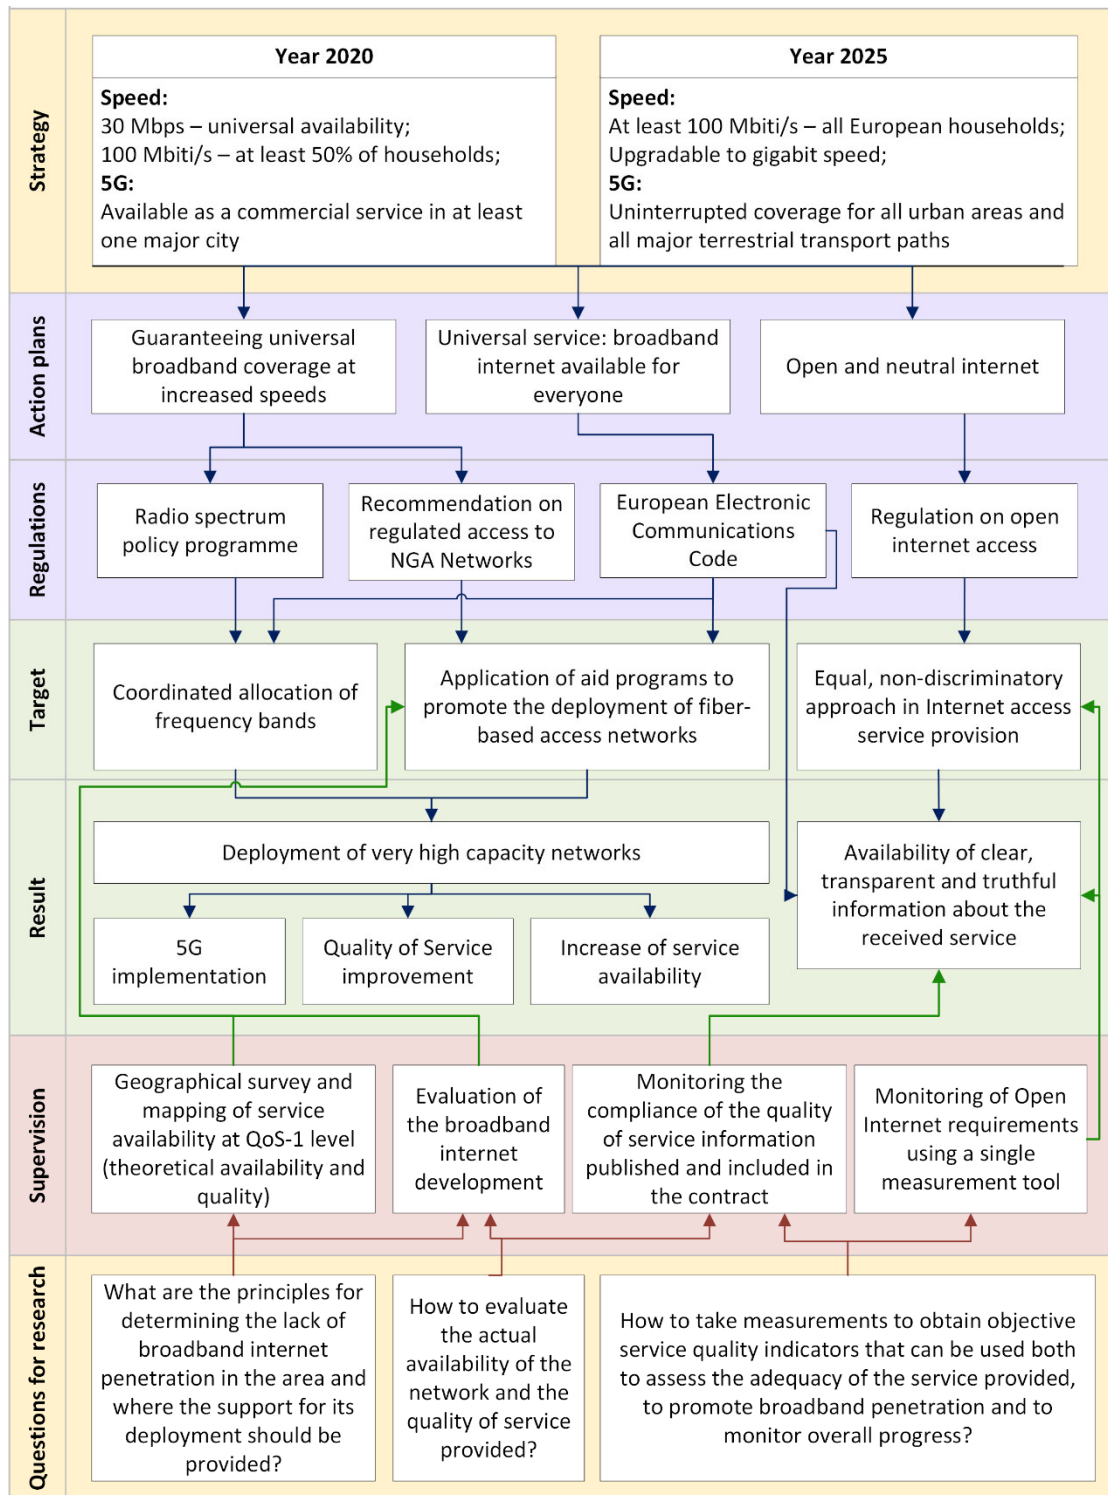 Strategy
Year 2020
Speed:
30 Mbps – universal availability;
100 Mbiti/s – at least 50% of households;
5G:
Available as a commercial service in at least
one major city
Year 2025
Speed:
At least 100 Mbiti/s – all European households;
Upgradable to gigabit speed;
5G:
Uninterrupted coverage for all urban areas and
all major terrestrial transport paths
Action plans
Guaranteeing universal
broadband coverage at
increased speeds
Universal service: broadband
internet available for
everyone
Open and neutral internet
Regulations
Radio spectrum
policy programme
Recommendation on
regulated access to
NGA Networks
European Electronic
Communications
Code
Regulation on open
internet access
Target
Coordinated allocation of
frequency bands
Application of aid programs to
promote the deployment of fiber-
based access networks
Equal, non-discriminatory
approach in Internet access
service provision
Result
Deployment of very high capacity networks
5G
implementation
Quality of Service
improvement
Increase of service
availability
Availability of clear,
transparent and truthful
information about the
received service
Supervision
Geographical survey and
mapping of service
availability at QoS-1 level
(theoretical availability and
quality)
Evaluation of
the broadband
internet
development
Monitoring the
compliance of the quality
of service information
published and included in
the contract
Monitoring of Open
Internet requirements
using a single
measurement tool
Questions for research
What are the principles for
determining the lack of
broadband internet
penetration in the area and
where the support for its
deployment should be
provided?
How to evaluate
the actual
availability of the
network and the
quality of service
provided?
How to take measurements to obtain objective
service quality indicators that can be used both
to assess the adequacy of the service provided,
to promote broadband penetration and to
monitor overall progress?